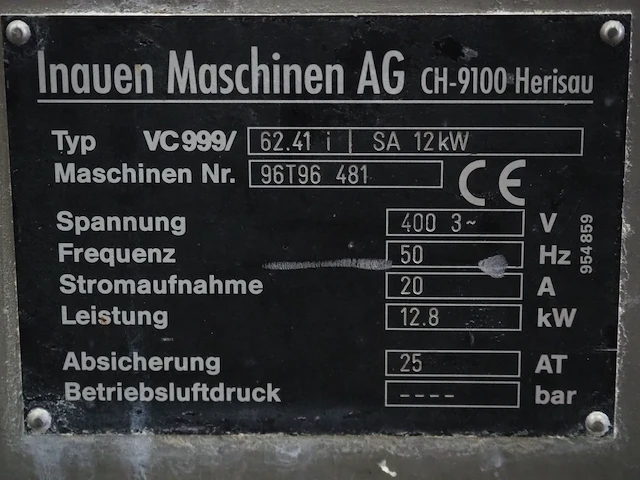 Inauen Maschinen AG CH-9100 Herisau
Typ VC999/ 62.41 i | SA 12kW
Maschinen Nr. 96T96 481
CE
Spannung 400 3~ V
Frequenz 50 Hz
Stromaufnahme 20 A
Leistung 12.8 kW
954859
Absicherung 25 AT
Betriebsluftdruck ---- bar